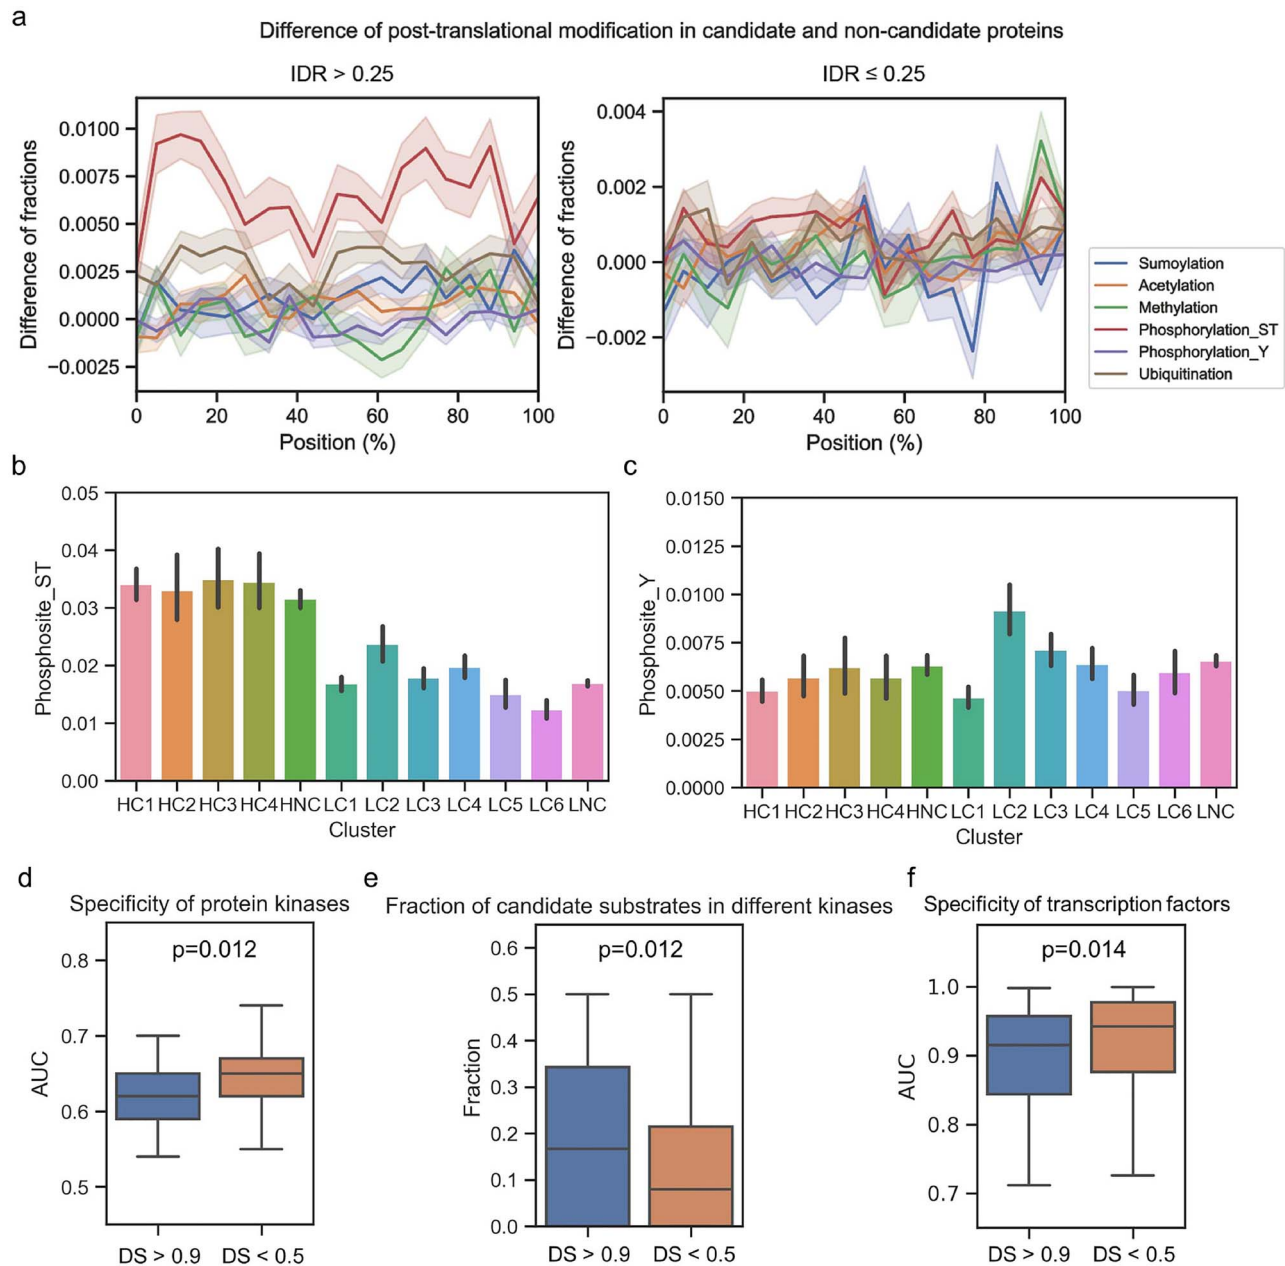 a
Difference of post-translational modification in candidate and non-candidate proteins
IDR > 0.25
IDR ≤ 0.25
Difference of fractions
0.0100
0.0075
0.0050
0.0025
0.0000
−0.0025
0 20 40 60 80 100
Position (%)
Difference of fractions
0.004
0.002
0.000
−0.002
0 20 40 60 80 100
Position (%)
Sumoylation
Acetylation
Methylation
Phosphorylation_ST
Phosphorylation_Y
Ubiquitination
b
Phosphosite_ST
0.05
0.04
0.03
0.02
0.01
0.00
HC1 HC2 HC3 HC4 HNC LC1 LC2 LC3 LC4 LC5 LC6 LNC
Cluster
c
Phosphosite_Y
0.0150
0.0125
0.0100
0.0075
0.0050
0.0025
0.0000
HC1 HC2 HC3 HC4 HNC LC1 LC2 LC3 LC4 LC5 LC6 LNC
Cluster
d
Specificity of protein kinases
p=0.012
AUC
0.8
0.7
0.6
0.5
DS > 0.9 DS < 0.5
e
Fraction of candidate substrates in different kinases
p=0.012
Fraction
0.6
0.5
0.4
0.3
0.2
0.1
0.0
DS > 0.9 DS < 0.5
f
Specificity of transcription factors
p=0.014
AUC
1.0
0.9
0.8
0.7
DS > 0.9 DS < 0.5